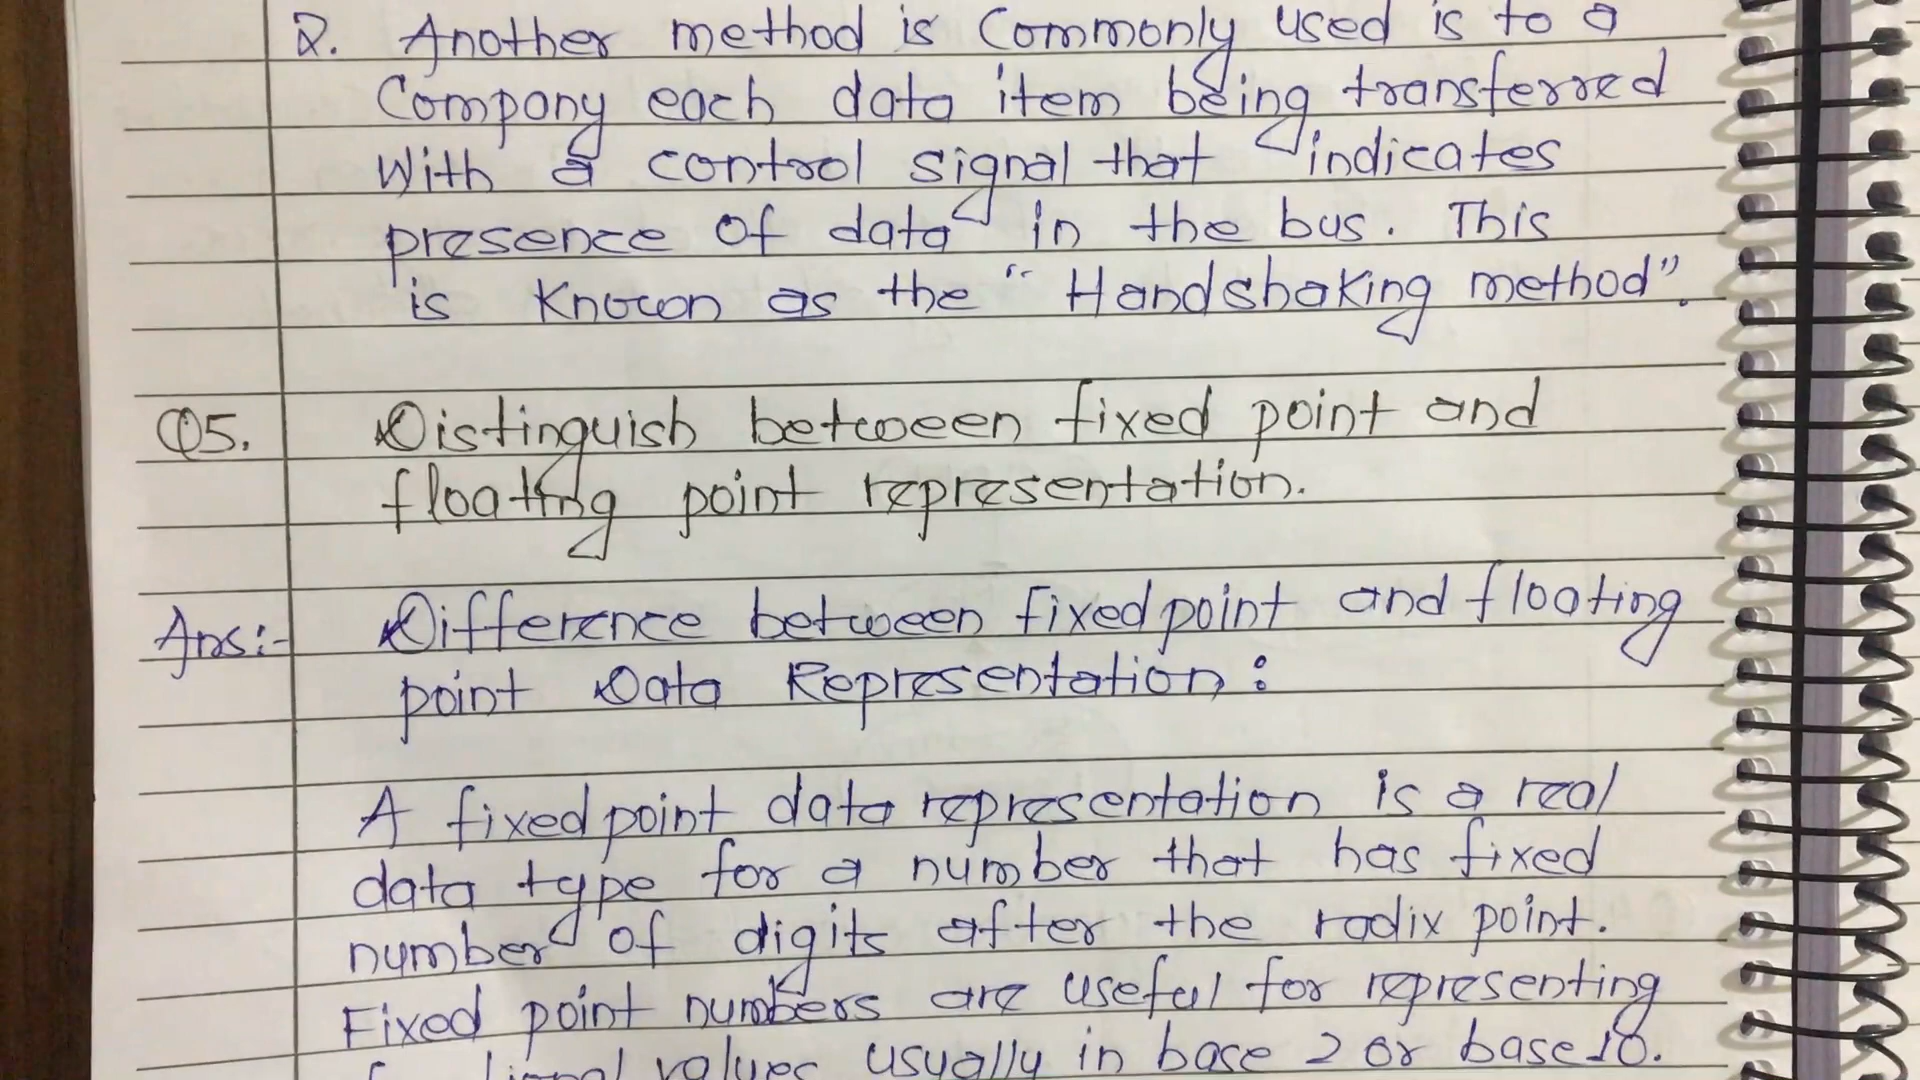 2. Another method is Commonly used is to a
Company each data item being transferred
With a control signal that indicates
presence of data in the bus. This
is Known as the "Handshaking method".
Q5. Distinguish between fixed point and
floating point representation.
Ans:- Difference between fixed point and floating
point Data Representation:
A fixed point data representation is a real
data type for a number that has fixed
number of digits after the radix point.
Fixed point numbers are useful for representing
values usually in base 2 or base 10.